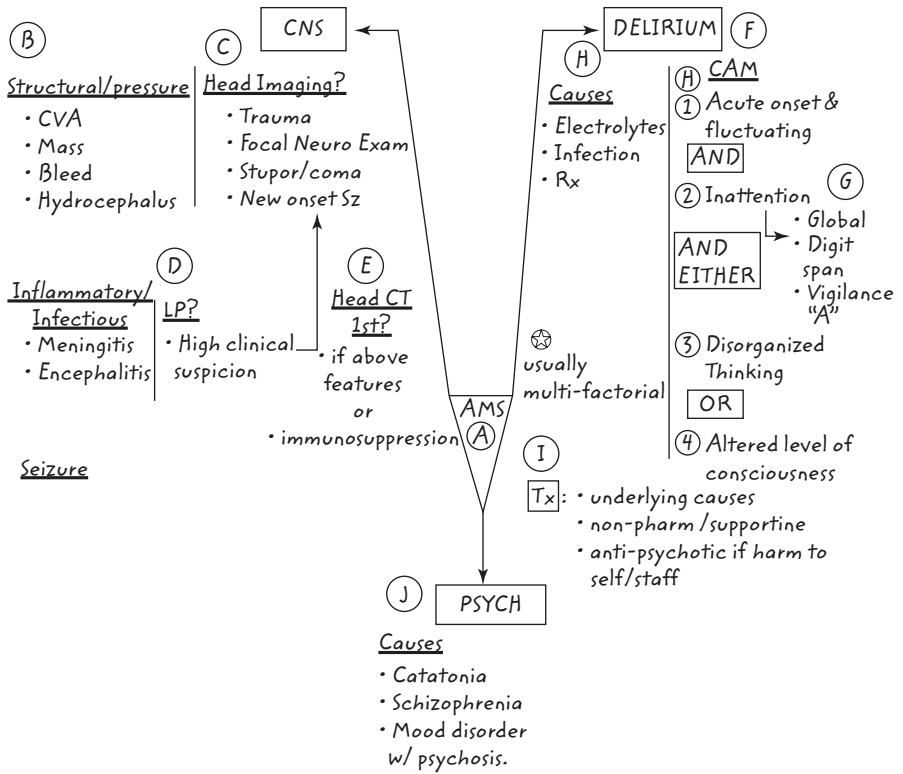 B
Structural/pressure
• CVA
• Mass
• Bleed
• Hydrocephalus
C
CNS
Head Imaging?
• Trauma
• Focal Neuro Exam
• Stupor/coma
• New onset Sz
Inflammatory/
Infectious
• Meningitis
• Encephalitis
D
LP?
• High clinical
suspicion
E
Head CT
1st?
• if above
features
or
• immunosuppression
Seizure
AMS
A
DELIRIUM
F
H
Causes
• Electrolytes
• Infection
• Rx
usually
multi-factorial
H CAM
1 Acute onset &
fluctuating
AND
2 Inattention
G
• Global
• Digit
span
• Vigilance
"A"
AND
EITHER
3 Disorganized
Thinking
OR
4 Altered level of
consciousness
I
Tx: • underlying causes
• non-pharm/supportine
• anti-psychotic if harm to
self/staff
J
PSYCH
Causes
• Catatonia
• Schizophrenia
• Mood disorder
w/ psychosis.